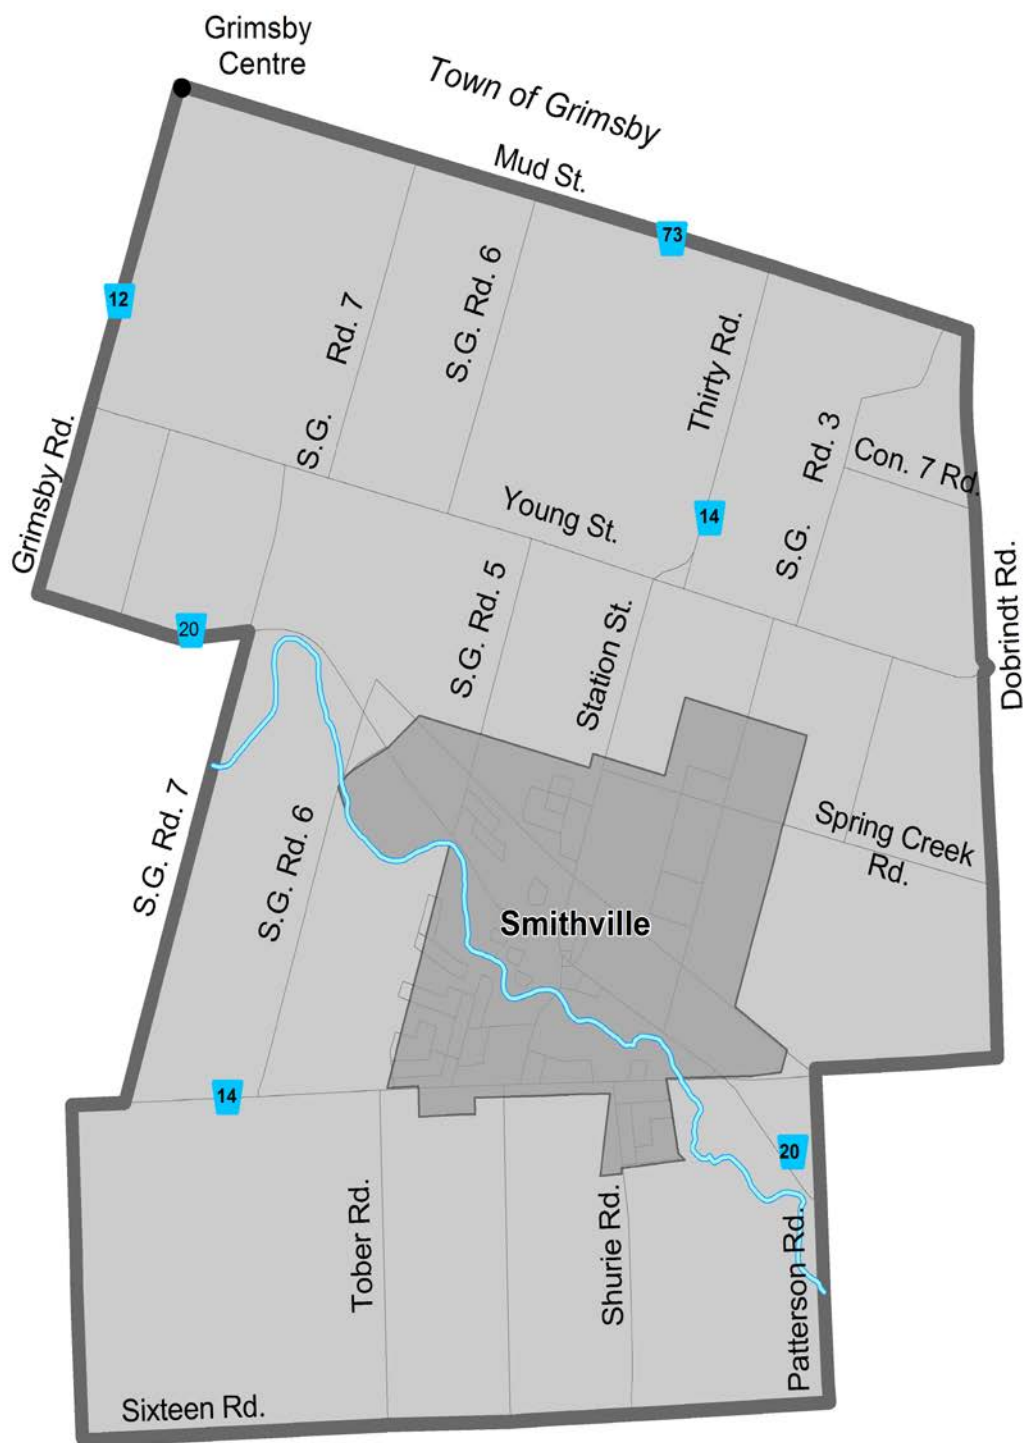 Grimsby
Centre
Town of Grimsby
Mud St.
73
12
S.G. Rd. 7
S.G. Rd. 6
Thirty Rd.
S.G. Rd. 3
Con. 7 Rd.
Grimsby Rd.
14
Young St.
Dobrindt Rd.
20
S.G. Rd. 5
Station St.
S.G. Rd. 7
S.G. Rd. 6
Spring Creek
Rd.
Smithville
14
20
Tober Rd.
Shurie Rd.
Patterson Rd.
Sixteen Rd.